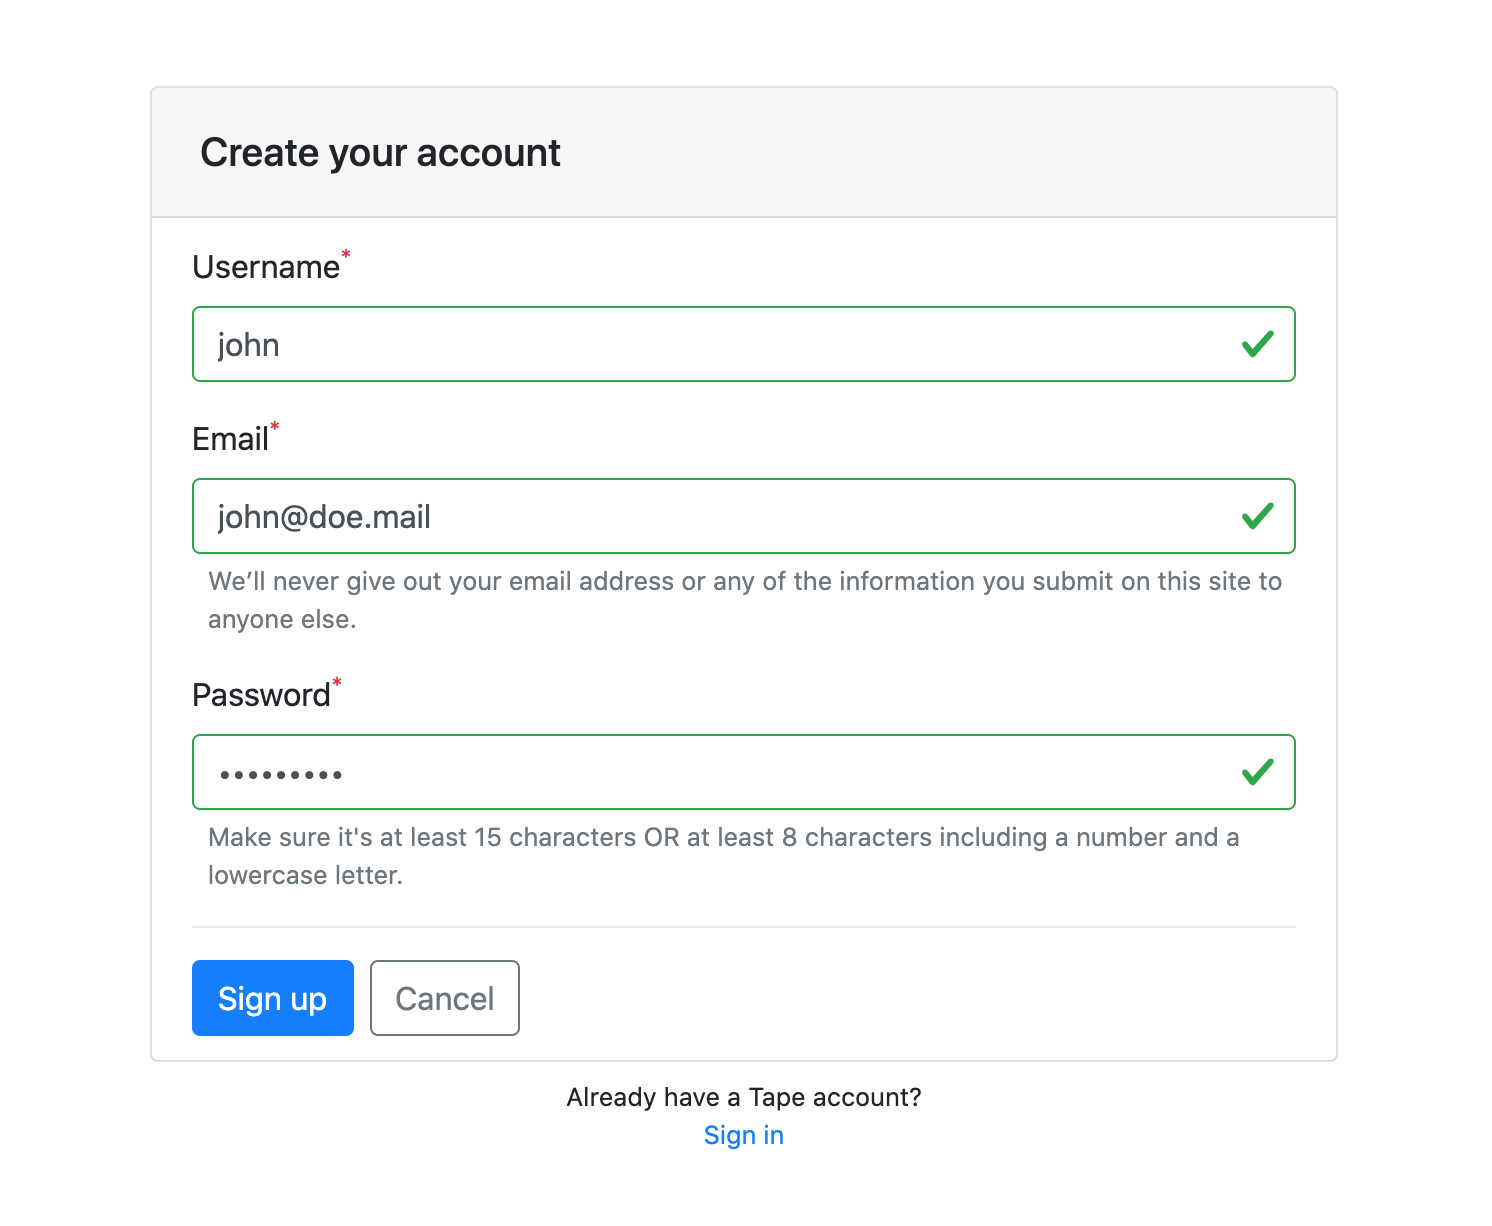 Create your account
Username*
john
Email*
john@doe.mail
We’ll never give out your email address or any of the information you submit on this site to
anyone else.
Password*
•••••••••
Make sure it's at least 15 characters OR at least 8 characters including a number and a
lowercase letter.
Sign up Cancel
Already have a Tape account?
Sign in